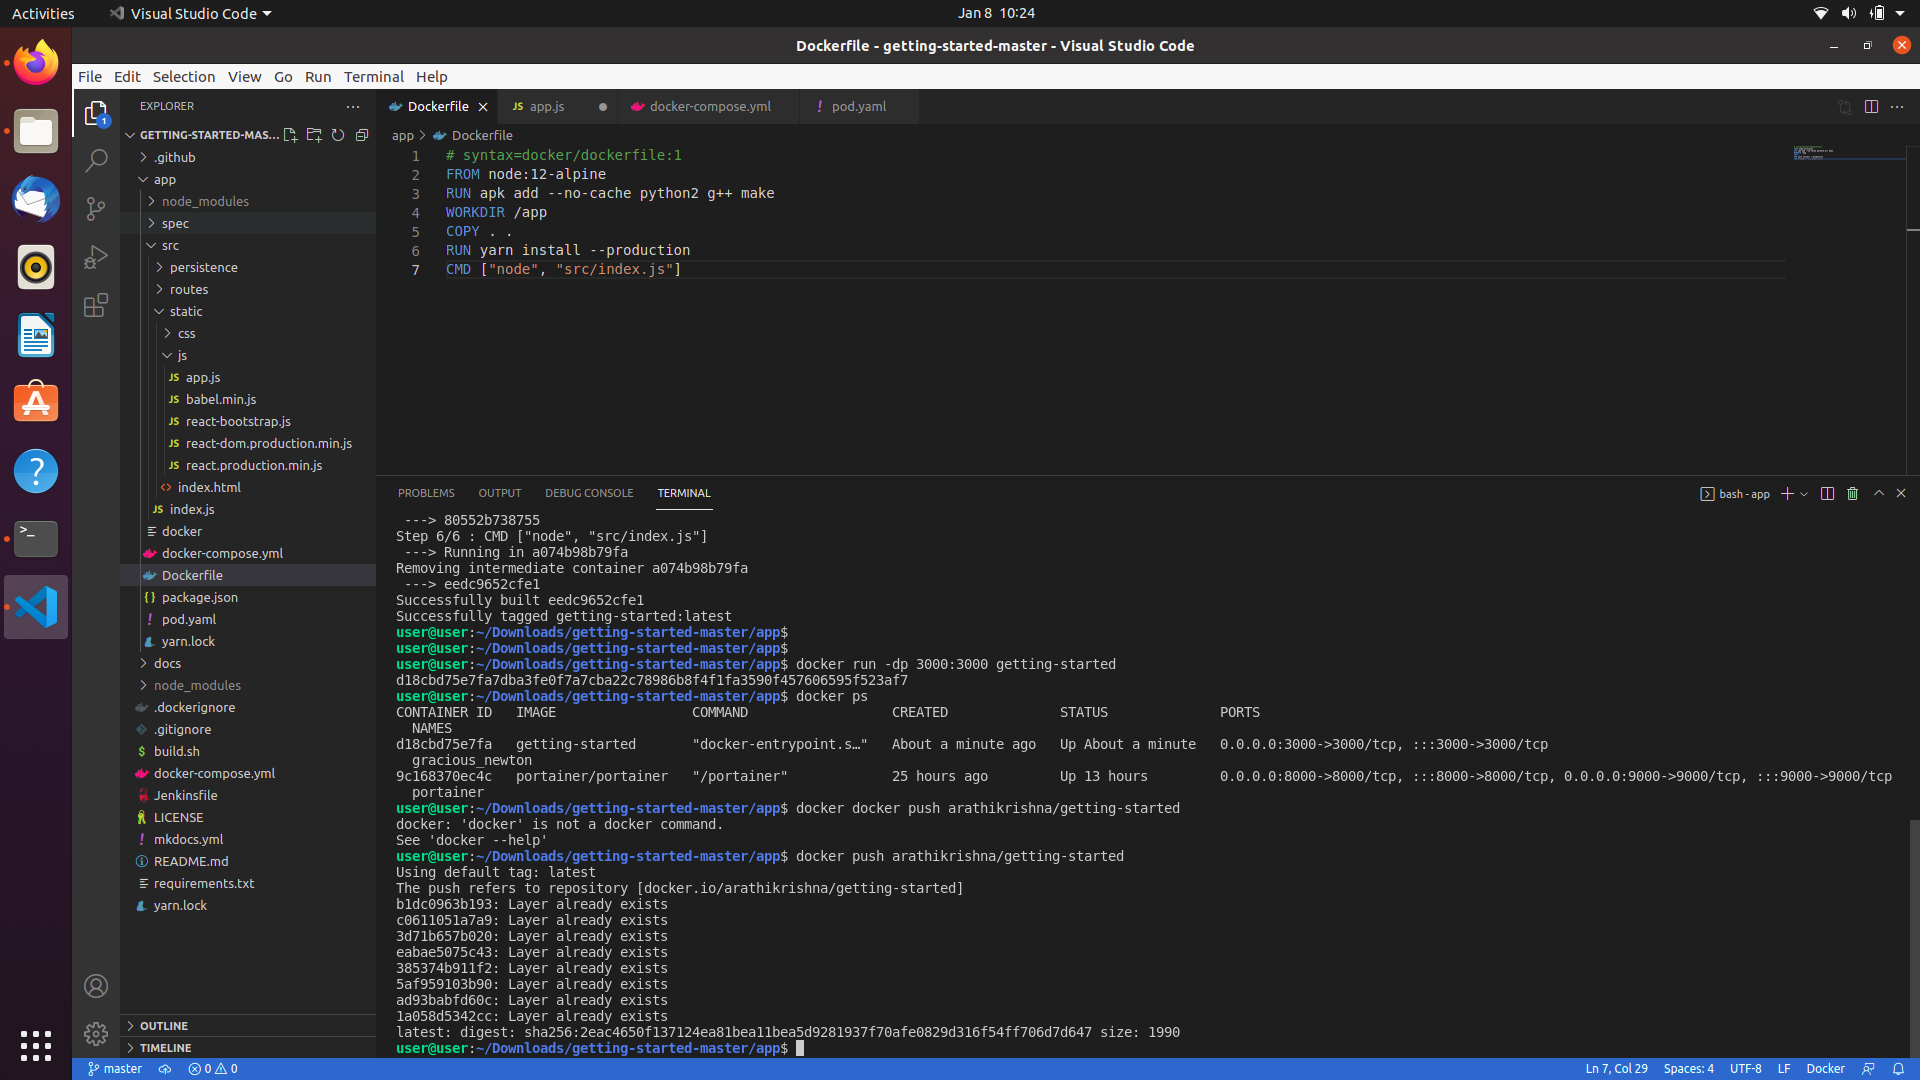 Activities
Visual Studio Code
Jan 8 10:24
Dockerfile - getting-started-master - Visual Studio Code
File Edit Selection View Go Run Terminal Help
EXPLORER
GETTING-STARTED-MAS...
.github
app
node_modules
spec
src
persistence
routes
static
css
js
JS app.js
JS babel.min.js
JS react-bootstrap.js
JS react-dom.production.min.js
JS react.production.min.js
<> index.html
JS index.js
docker
docker-compose.yml
Dockerfile
{} package.json
! pod.yaml
yarn.lock
docs
node_modules
.dockerignore
.gitignore
$ build.sh
docker-compose.yml
Jenkinsfile
LICENSE
! mkdocs.yml
README.md
requirements.txt
yarn.lock
OUTLINE
TIMELINE
1
Dockerfile
JS app.js
docker-compose.yml
! pod.yaml
app > Dockerfile
1 # syntax=docker/dockerfile:1
2 FROM node:12-alpine
3 RUN apk add --no-cache python2 g++ make
4 WORKDIR /app
5 COPY . .
6 RUN yarn install --production
7 CMD ["node", "src/index.js"]
PROBLEMS OUTPUT DEBUG CONSOLE TERMINAL
bash - app
---> 80552b738755
Step 6/6 : CMD ["node", "src/index.js"]
---> Running in a074b98b79fa
Removing intermediate container a074b98b79fa
---> eedc9652cfe1
Successfully built eedc9652cfe1
Successfully tagged getting-started:latest
user@user:~/Downloads/getting-started-master/app$
user@user:~/Downloads/getting-started-master/app$
user@user:~/Downloads/getting-started-master/app$ docker run -dp 3000:3000 getting-started
d18cbd75e7fa7dba3fe0f7a7cba22c78986b8f4f1fa3590f457606595f523af7
user@user:~/Downloads/getting-started-master/app$ docker ps
CONTAINER ID IMAGE COMMAND CREATED STATUS PORTS
NAMES
d18cbd75e7fa getting-started "docker-entrypoint.s…" About a minute ago Up About a minute 0.0.0.0:3000->3000/tcp, :::3000->3000/tcp
gracious_newton
9c168370ec4c portainer/portainer "/portainer" 25 hours ago Up 13 hours 0.0.0.0:8000->8000/tcp, :::8000->8000/tcp, 0.0.0.0:9000->9000/tcp, :::9000->9000/tcp
portainer
user@user:~/Downloads/getting-started-master/app$ docker docker push arathikrishna/getting-started
docker: 'docker' is not a docker command.
See 'docker --help'
user@user:~/Downloads/getting-started-master/app$ docker push arathikrishna/getting-started
Using default tag: latest
The push refers to repository [docker.io/arathikrishna/getting-started]
b1dc0963b193: Layer already exists
c0611051a7a9: Layer already exists
3d71b657b020: Layer already exists
eabae5075c43: Layer already exists
385374b911f2: Layer already exists
5af959103b90: Layer already exists
ad93babfd60c: Layer already exists
1a058d5342cc: Layer already exists
latest: digest: sha256:2eac4650f137124ea81bea11bea5d9281937f70afe0829d316f54ff706d7d647 size: 1990
user@user:~/Downloads/getting-started-master/app$
master 0 0
Ln 7, Col 29 Spaces: 4 UTF-8 LF Docker